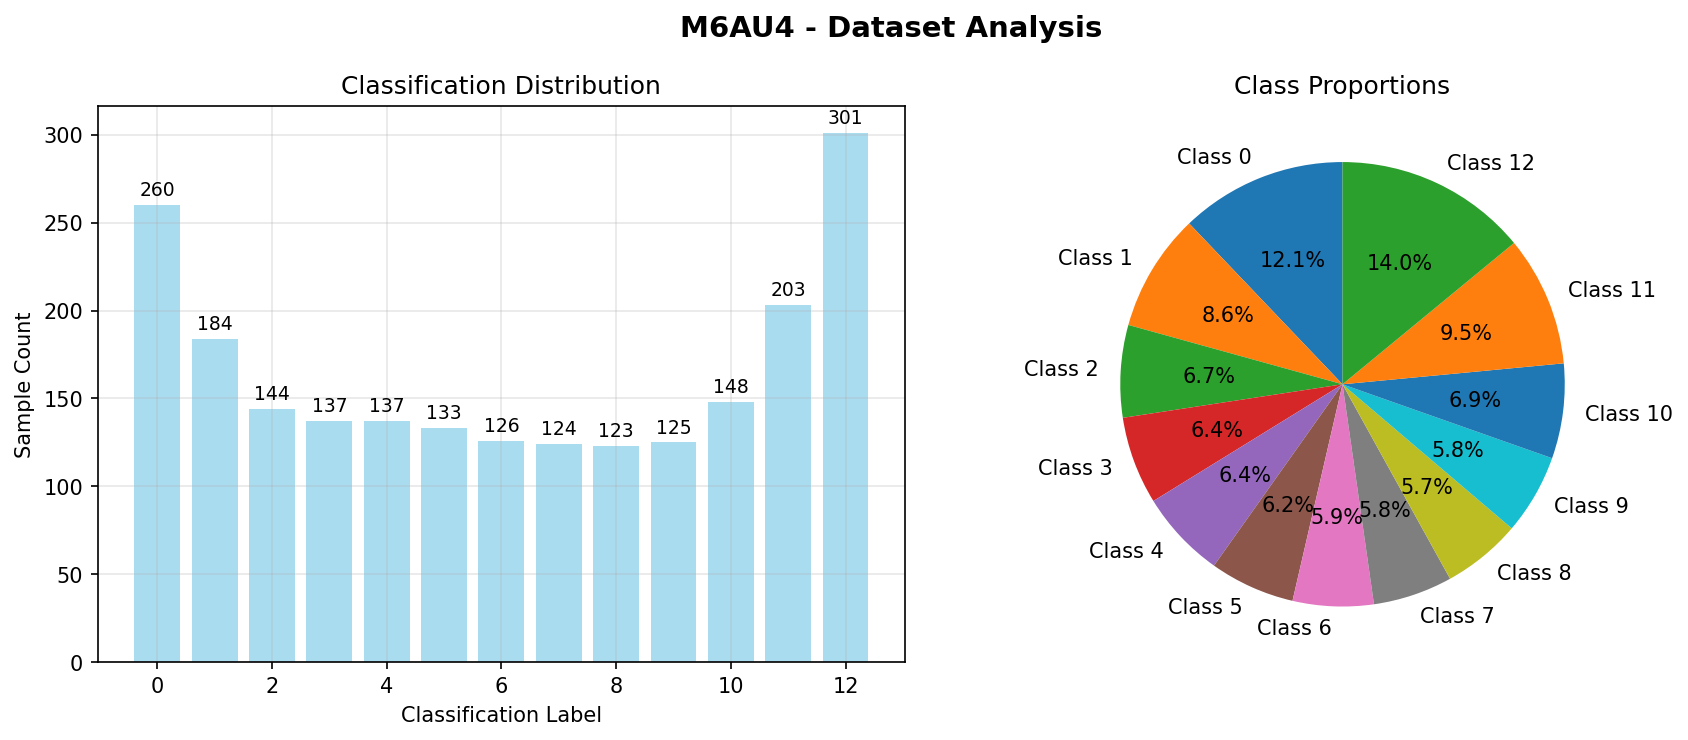 M6AU4 - Dataset Analysis
Classification Distribution
300
250
200
150
100
50
0
Sample Count
260
184
144
137
137
133
126
124
123
125
148
203
301
0
2
4
6
8
10
12
Classification Label
Class Proportions
Class 0
Class 1
Class 2
Class 3
Class 4
Class 5
Class 6
Class 7
Class 8
Class 9
Class 10
Class 11
Class 12
12.1%
8.6%
6.7%
6.4%
6.4%
6.2%
5.9%
5.8%
5.7%
5.8%
6.9%
9.5%
14.0%